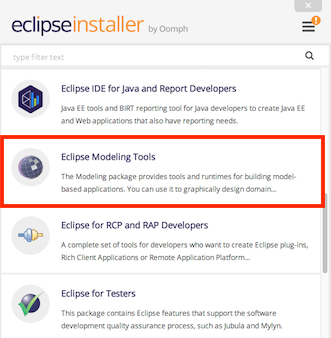 eclipseinstaller by Oomph
type filter text
Eclipse IDE for Java and Report Developers
Java EE tools and BIRT reporting tool for Java developers to create Java EE
and Web applications that also have reporting needs.
Eclipse Modeling Tools
The Modeling package provides tools and runtimes for building model-
based applications. You can use it to graphically design domain...
Eclipse for RCP and RAP Developers
A complete set of tools for developers who want to create Eclipse plug-ins,
Rich Client Applications or Remote Application Platform...
Eclipse for Testers
This package contains Eclipse features that support the software
development quality assurance process, such as Jubula and Mylyn.